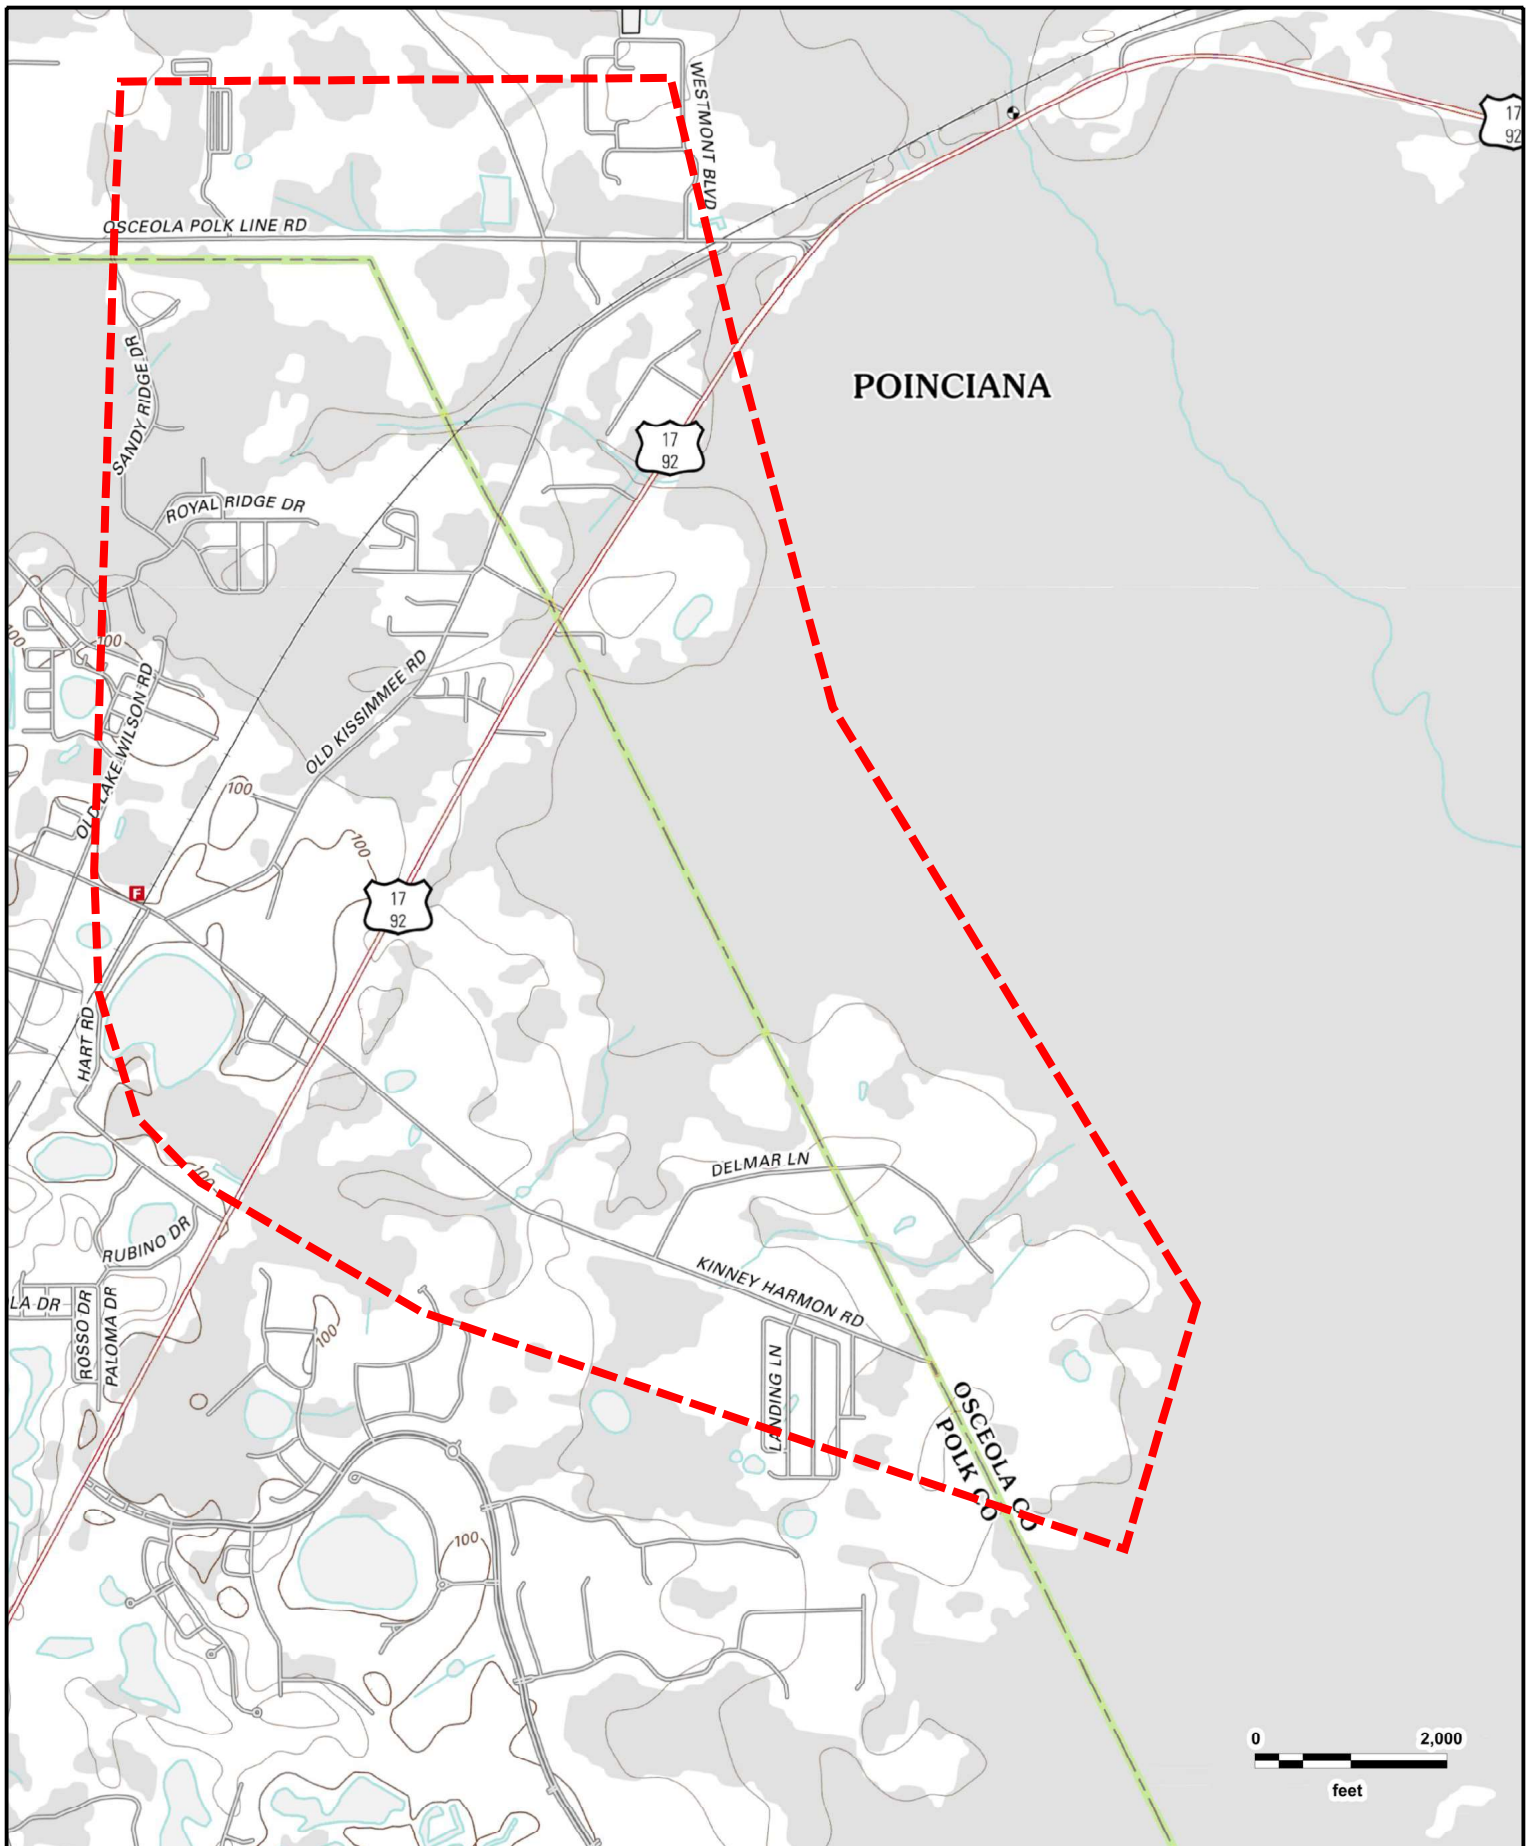 WESTMONT BLVD
17
92
OSCEOLA POLK LINE RD
POINCIANA
SANDY RIDGE DR
17
92
ROYAL RIDGE DR
100
100
OLD KISSIMMEE RD
OLD LAKE WILSON RD
100
100
F
17
92
HART RD
100
DELMAR LN
RUBINO DR
KINNEY HARMON RD
LA DR
ROSSO DR
PALOMA DR
100
LANDING LN
OSCEOLA CO
POLK CO
100
0 2,000
feet